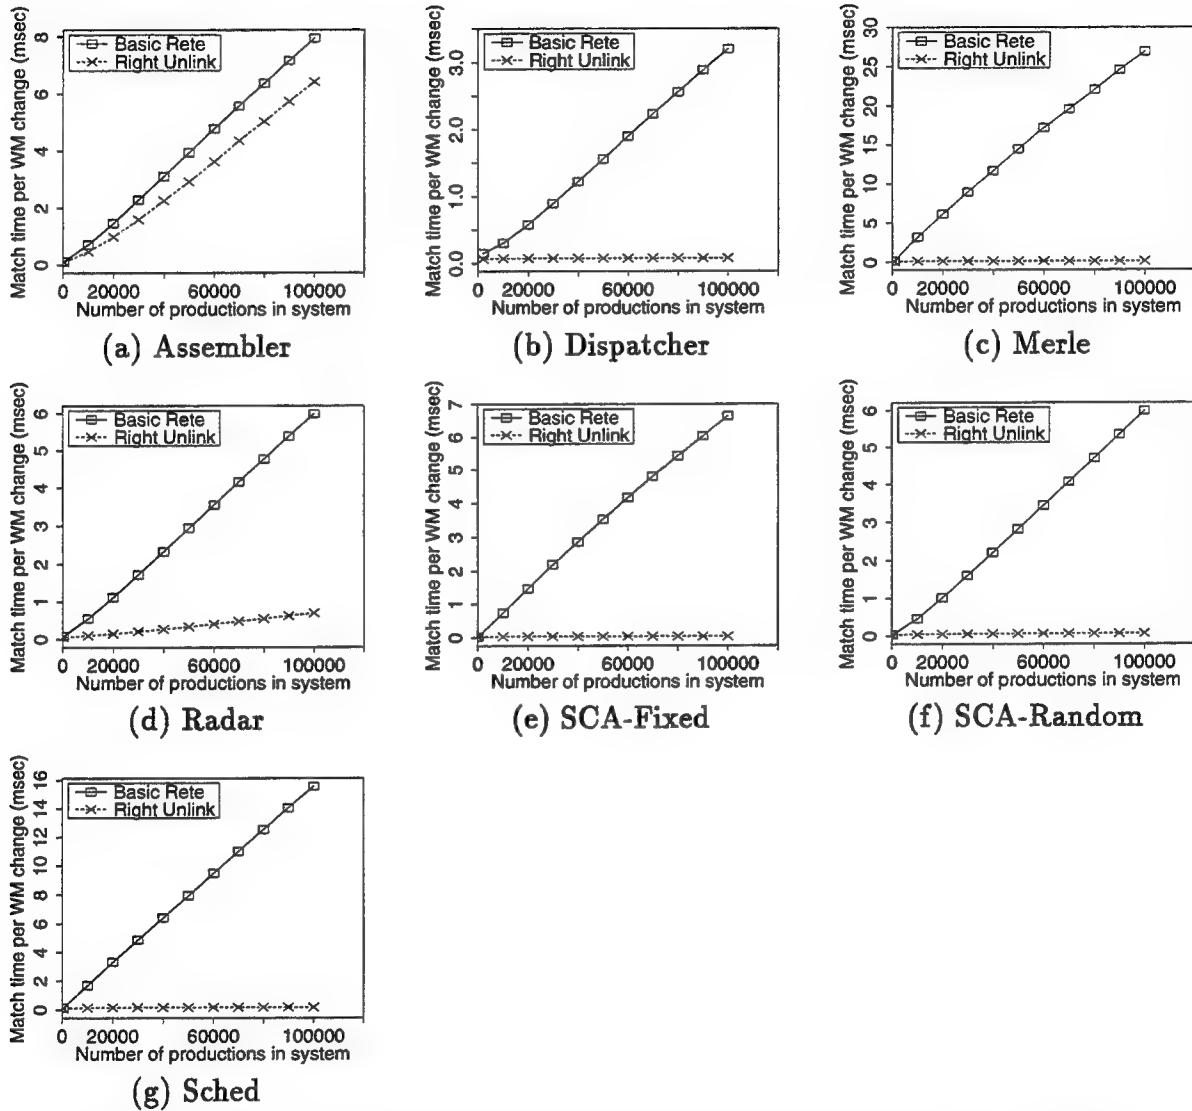 Match time per WM change (msec)
0 2 4 6 8
Basic Rete
Right Unlink
0 20000 60000 100000
Number of productions in system
(a) Assembler
Match time per WM change (msec)
0.0 1.0 2.0 3.0
Basic Rete
Right Unlink
0 20000 60000 100000
Number of productions in system
(b) Dispatcher
Match time per WM change (msec)
0 5 10 15 20 25 30
Basic Rete
Right Unlink
0 20000 60000 100000
Number of productions in system
(c) Merle
Match time per WM change (msec)
0 1 2 3 4 5 6
Basic Rete
Right Unlink
0 20000 60000 100000
Number of productions in system
(d) Radar
Match time per WM change (msec)
0 1 2 3 4 5 6 7
Basic Rete
Right Unlink
0 20000 60000 100000
Number of productions in system
(e) SCA-Fixed
Match time per WM change (msec)
0 1 2 3 4 5 6
Basic Rete
Right Unlink
0 20000 60000 100000
Number of productions in system
(f) SCA-Random
Match time per WM change (msec)
0 2 4 6 8 10 12 14 16
Basic Rete
Right Unlink
0 20000 60000 100000
Number of productions in system
(g) Sched